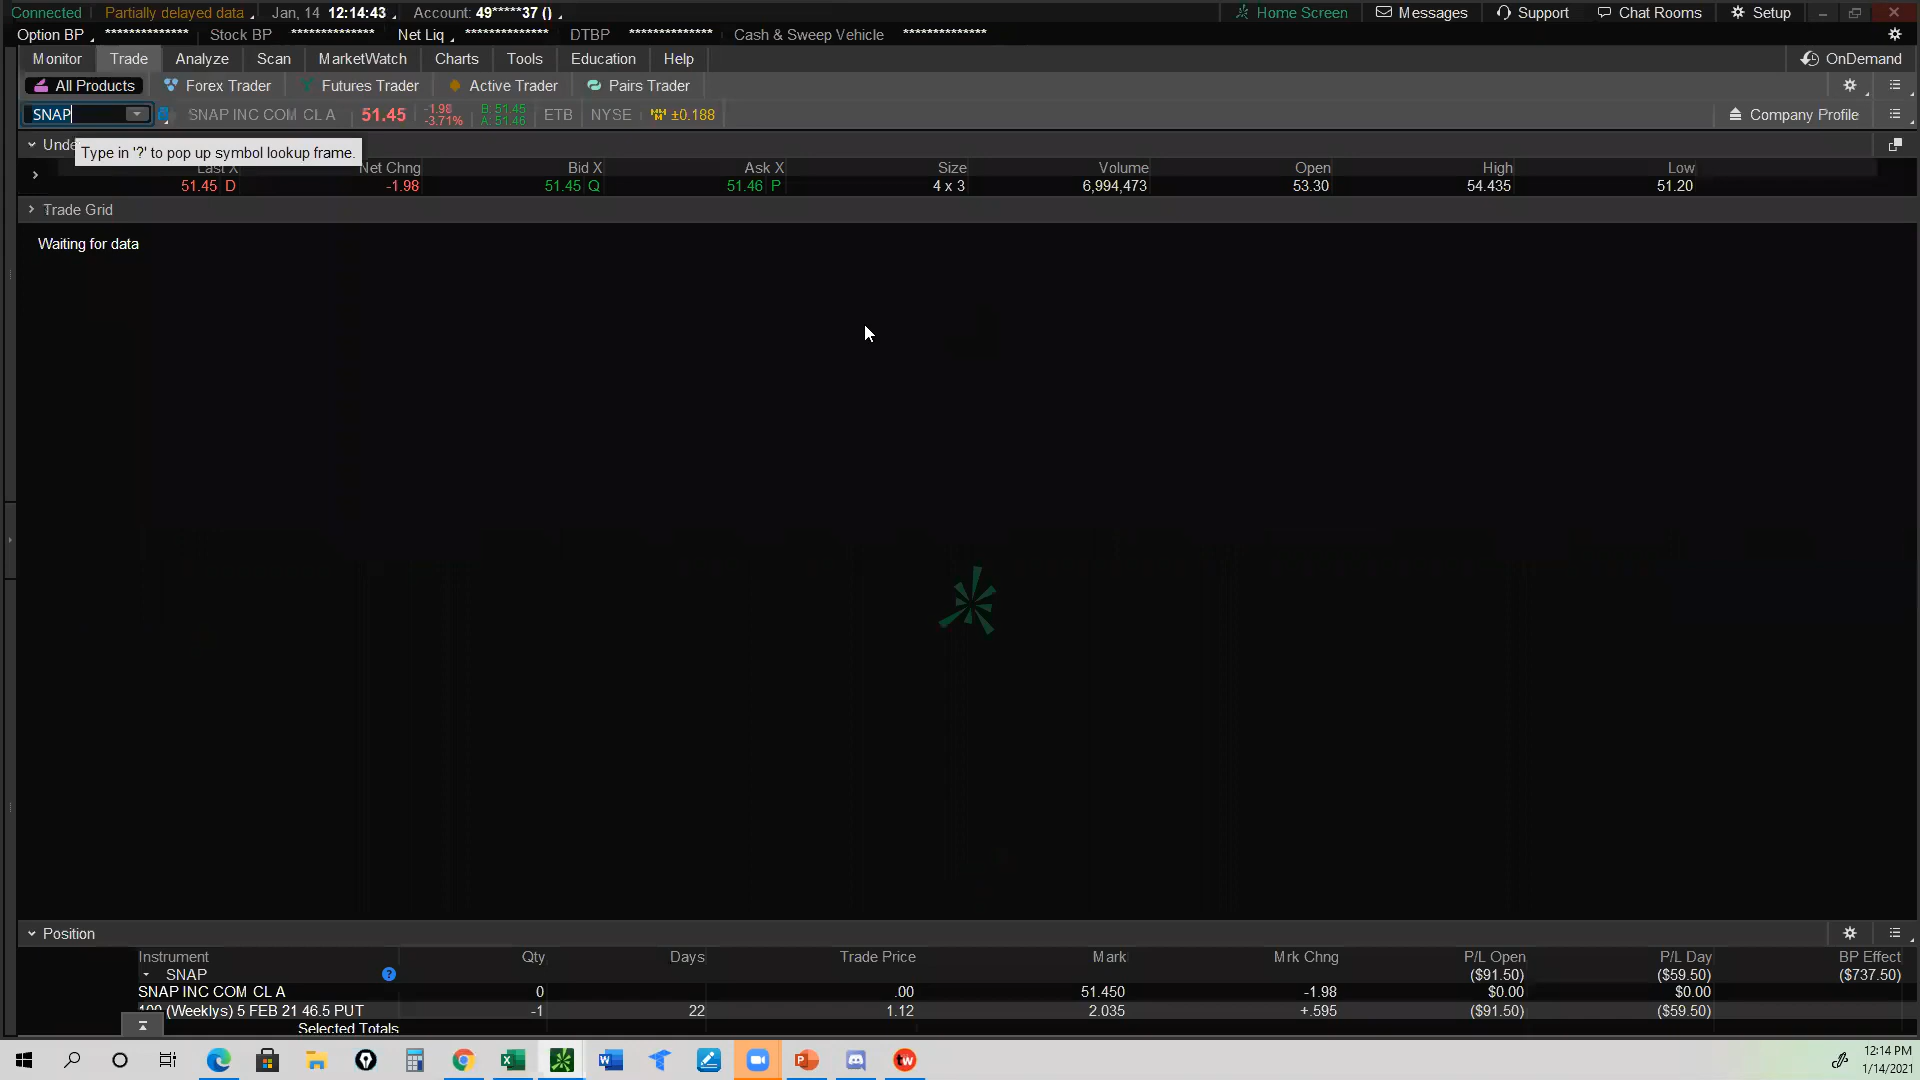 Connected Partially delayed data Jan, 14 12:14:43 Account: 49*****37 () Home Screen Messages Support Chat Rooms Setup
Option BP ************** Stock BP ************** Net Liq ************** DTBP ************** Cash & Sweep Vehicle **************
Monitor Trade Analyze Scan MarketWatch Charts Tools Education Help OnDemand
All Products Forex Trader Futures Trader Active Trader Pairs Trader
SNAP SNAP INC COM CL A 51.45 -1.98 -3.71% B: 51.45 A: 51.46 ETB NYSE ±0.188 Company Profile
Unde
Type in '?' to pop up symbol lookup frame.
Last X Net Chng Bid X Ask X Size Volume Open High Low
51.45 D -1.98 51.45 Q 51.46 P 4 x 3 6,994,473 53.30 54.435 51.20
Trade Grid
Waiting for data
Position
Instrument Qty Days Trade Price Mark Mrk Chng P/L Open P/L Day BP Effect
SNAP ? ($91.50) ($59.50) ($737.50)
SNAP INC COM CL A 0 .00 51.450 -1.98 $0.00 $0.00
100 (Weeklys) 5 FEB 21 46.5 PUT -1 22 1.12 2.035 +.595 ($91.50) ($59.50)
Selected Totals
12:14 PM
1/14/2021